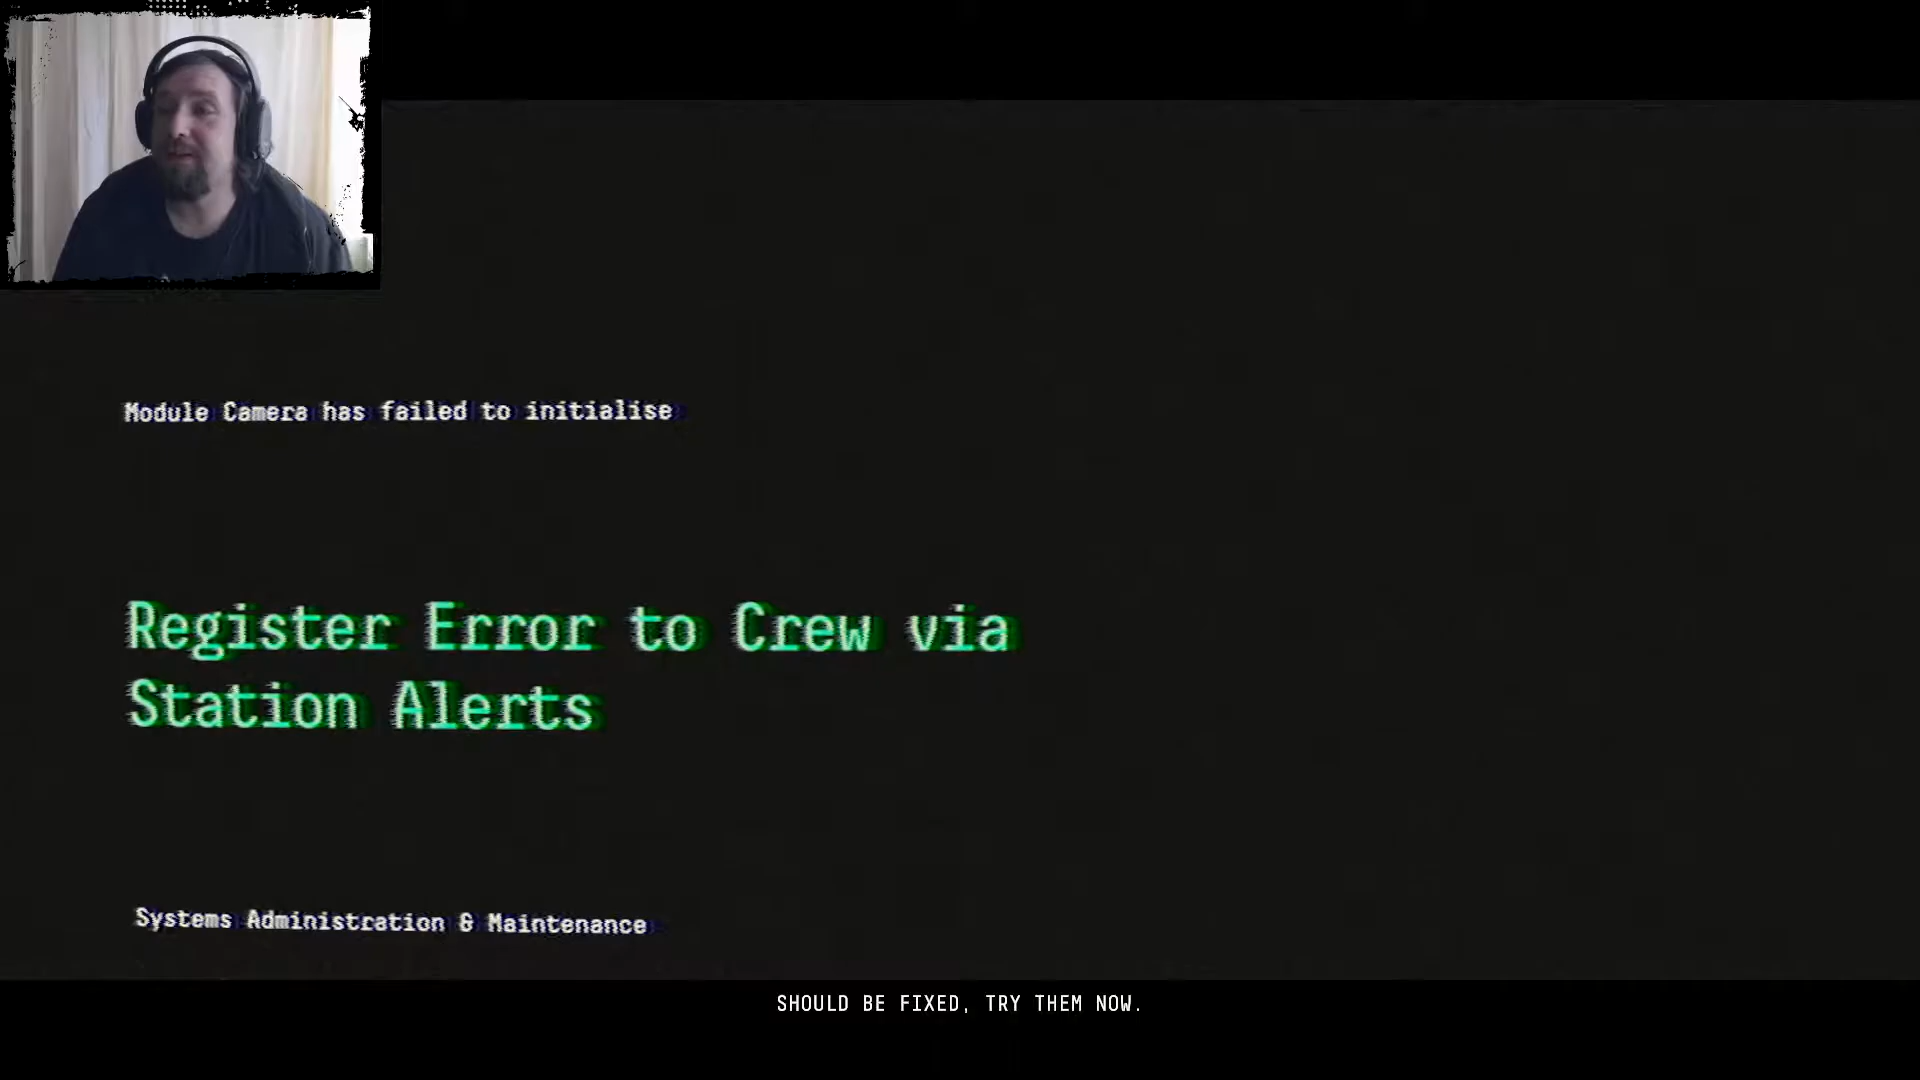 Module Camera has failed to initialise
Register Error to Crew via
Station Alerts
Systems Administration & Maintenance
SHOULD BE FIXED, TRY THEM NOW.